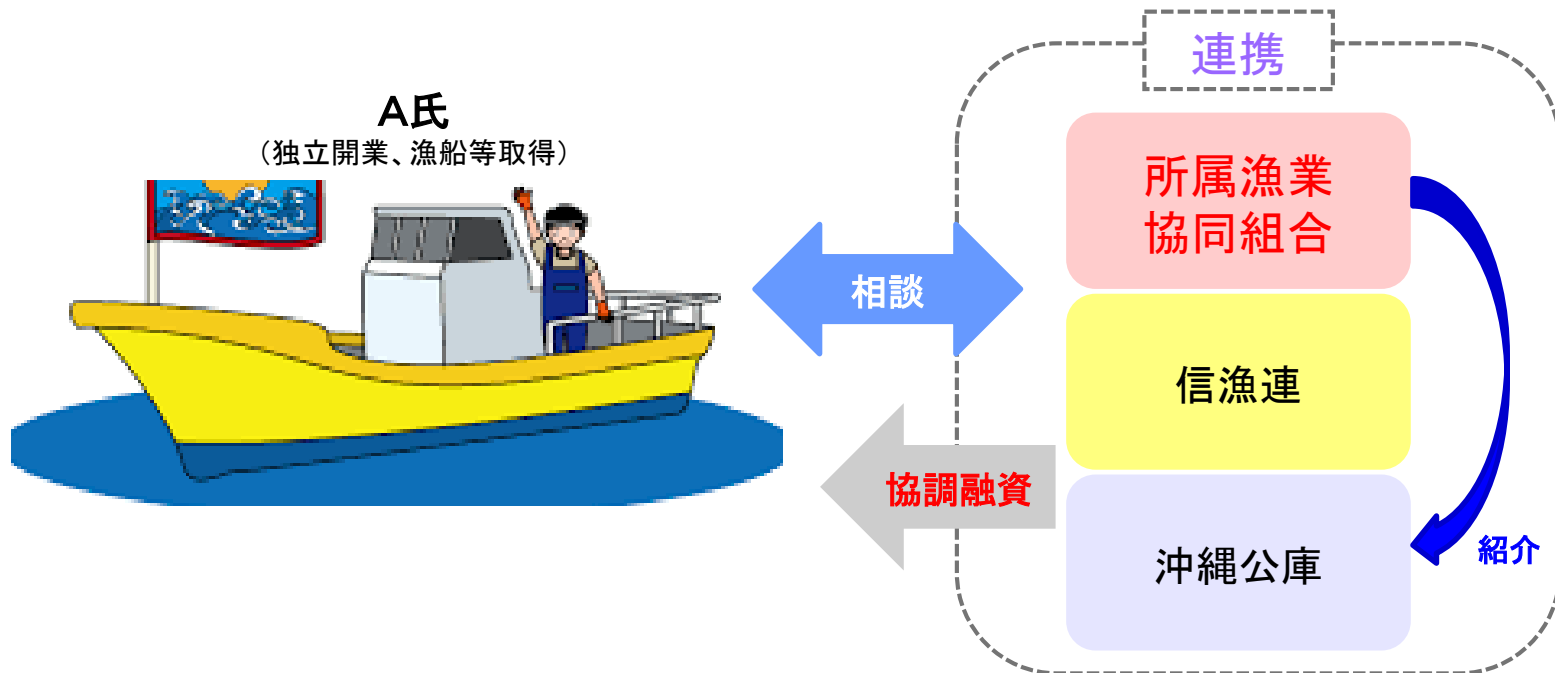 A氏
（独立開業、漁船等取得）
相談
協調融資
連携
所属漁業
協同組合
信漁連
沖縄公庫
紹介